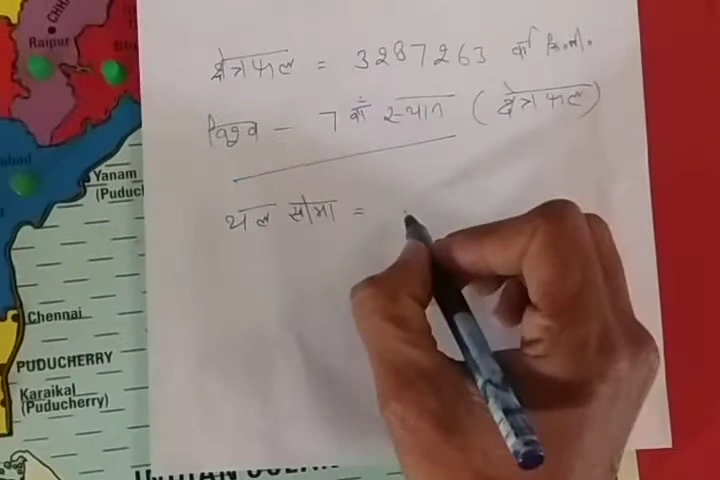 क्षेत्रफल = 3287263 वर्ग कि.मी.
विश्व - 7 वाँ स्थान (क्षेत्रफल)
थल सीमा =
Raipur
Yanam
(Puduc
Chennai
PUDUCHERRY
Karaikal
(Puducherry)